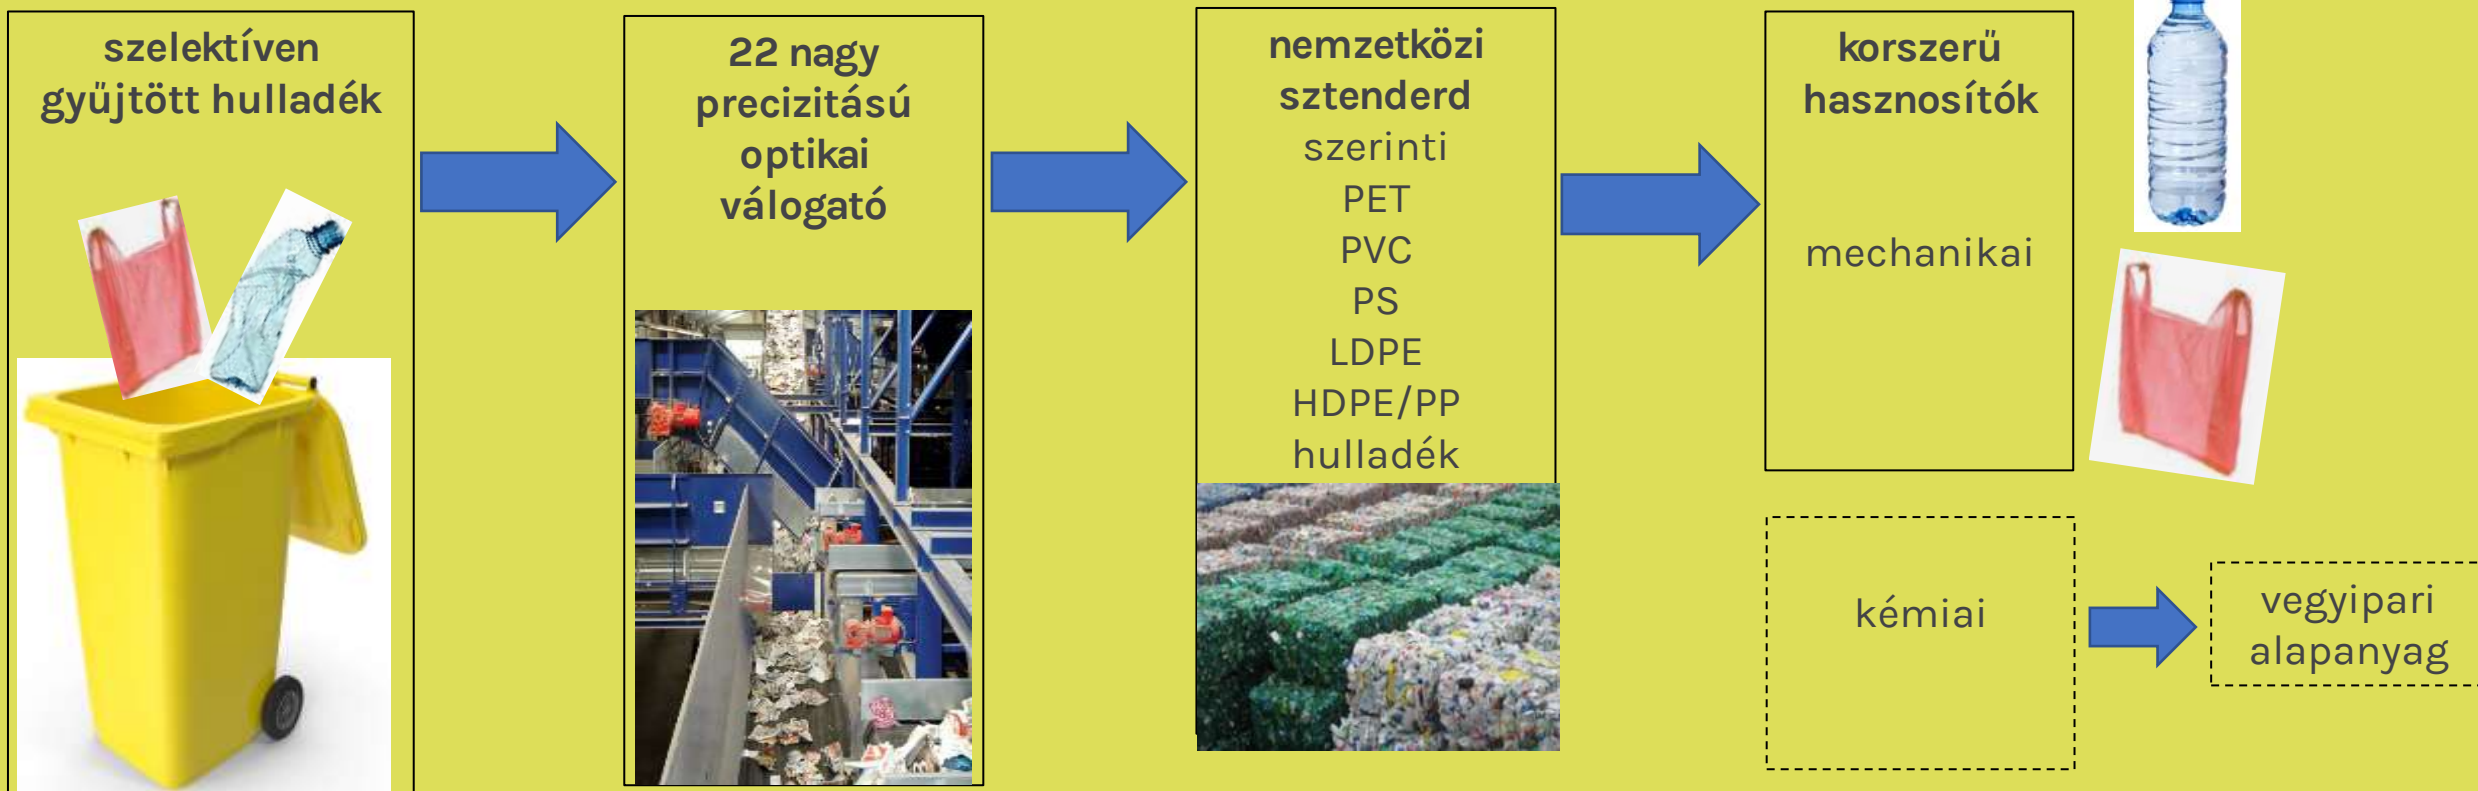 szelektíven
gyűjtött hulladék
22 nagy
precizitású
optikai
válogató
nemzetközi
sztenderd
szerinti
PET
PVC
PS
LDPE
HDPE/PP
hulladék
korszerű
hasznosítók
mechanikai
kémiai
vegyipari
alapanyag